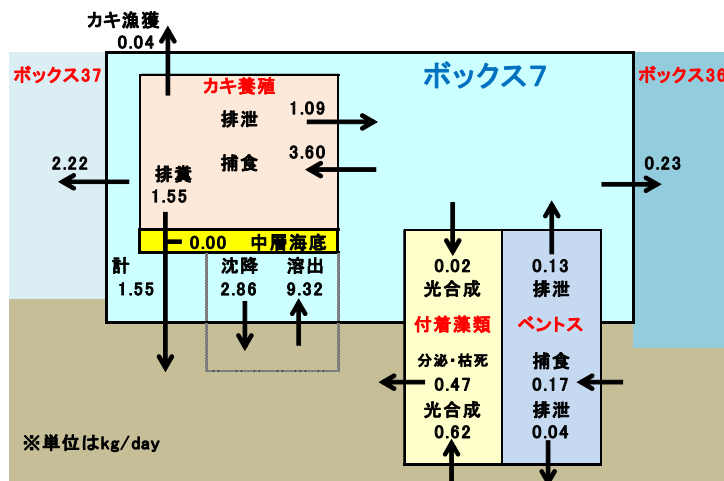 カキ漁獲
0.04
ボックス37
ボックス７
ボックス36
カキ養殖
1.09
排泄
3.60
捕食
2.22
0.23
排糞
1.55
0.00 中層海底
計
1.55
沈降 溶出
2.86 9.32
0.02
光合成
0.13
排泄
付着藻類
ベントス
分泌・枯死
0.47
光合成
0.62
捕食
0.17
排泄
0.04
※単位はkg/day